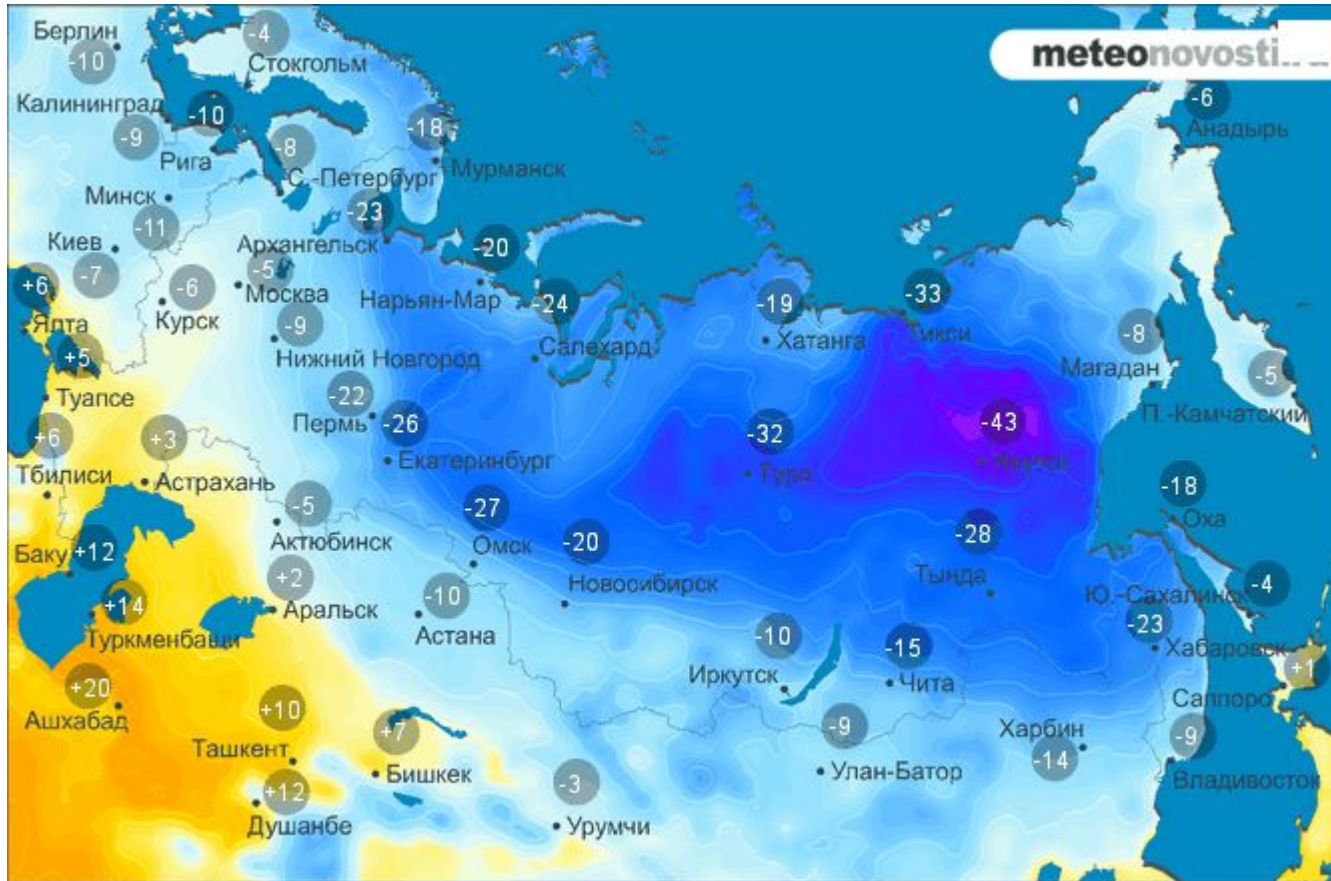 meteonovosti.ru
Берлин
-10
-4
Стокгольм
-6
Анадырь
Калининград
-10
-9
Рига
-8
-18
Мурманск
С.-Петербург
Минск
-11
-23
Архангельск
-20
Нарьян-Мар
Киев
-7
-5
Москва
-6
Курск
+6
Ялта
-9
Нижний Новгород
-24
Салехард
-19
Хатанга
-33
Тикси
-8
Магадан
-5
П.-Камчатский
+5
Туапсе
-22
Пермь
-26
Екатеринбург
-32
Тура
-43
Якутск
+6
Тбилиси
+3
Астрахань
-5
Актюбинск
-27
Омск
-20
Новосибирск
-28
Тында
-18
Оха
+12
Баку
+2
Аральск
-10
Астана
-4
Ю.-Сахалинск
-23
Хабаровск
+14
Туркменбаши
-10
Иркутск
-15
Чита
+1
Саппоро
+20
Ашхабад
+10
Ташкент
+7
Бишкек
-9
Улан-Батор
Харбин
-14
-9
Владивосток
+12
Душанбе
-3
Урумчи